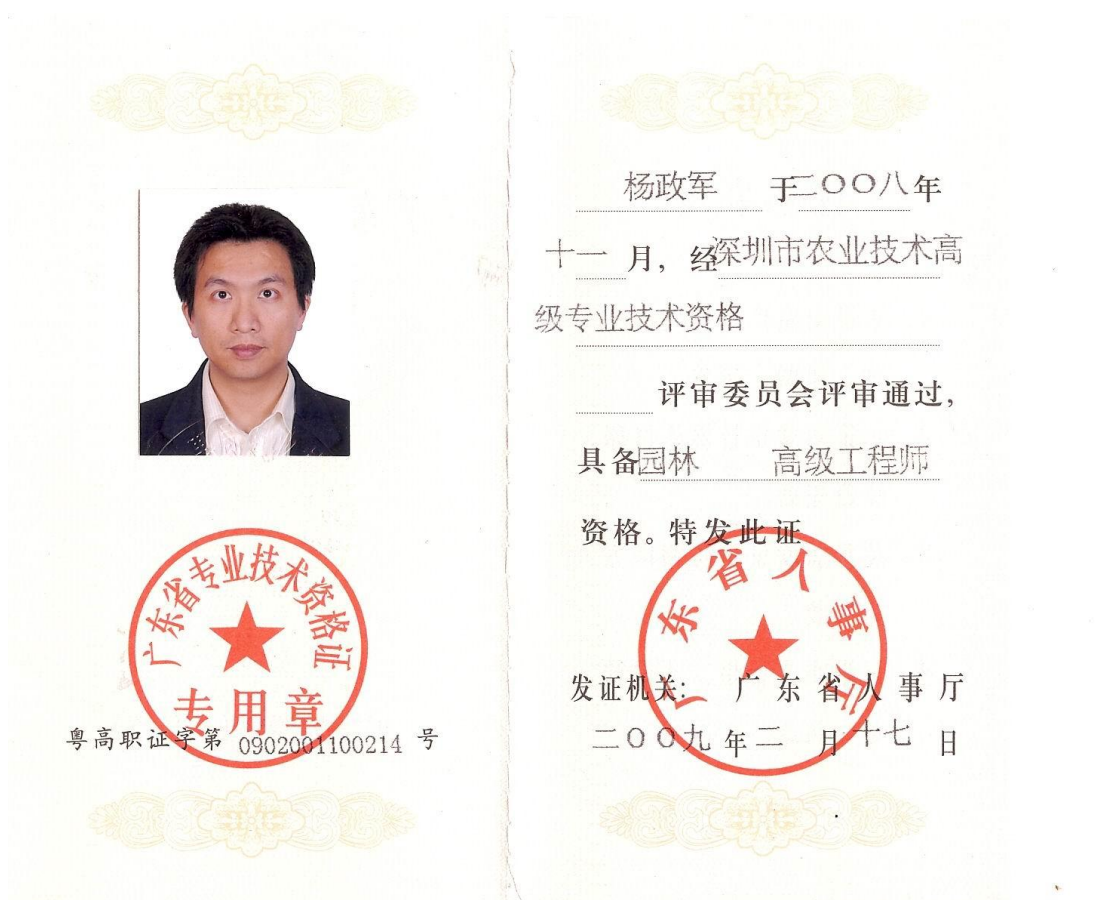 广东省专业技术资格证
专用章
粤高职证字第 0902001100214 号
杨政军 于二〇〇八年
十一月，经深圳市农业技术高
级专业技术资格
评审委员会评审通过，
具备园林 高级工程师
资格。特发此证
广东省人事厅
发证机关：广东省人事厅
二〇〇九年二月十七日